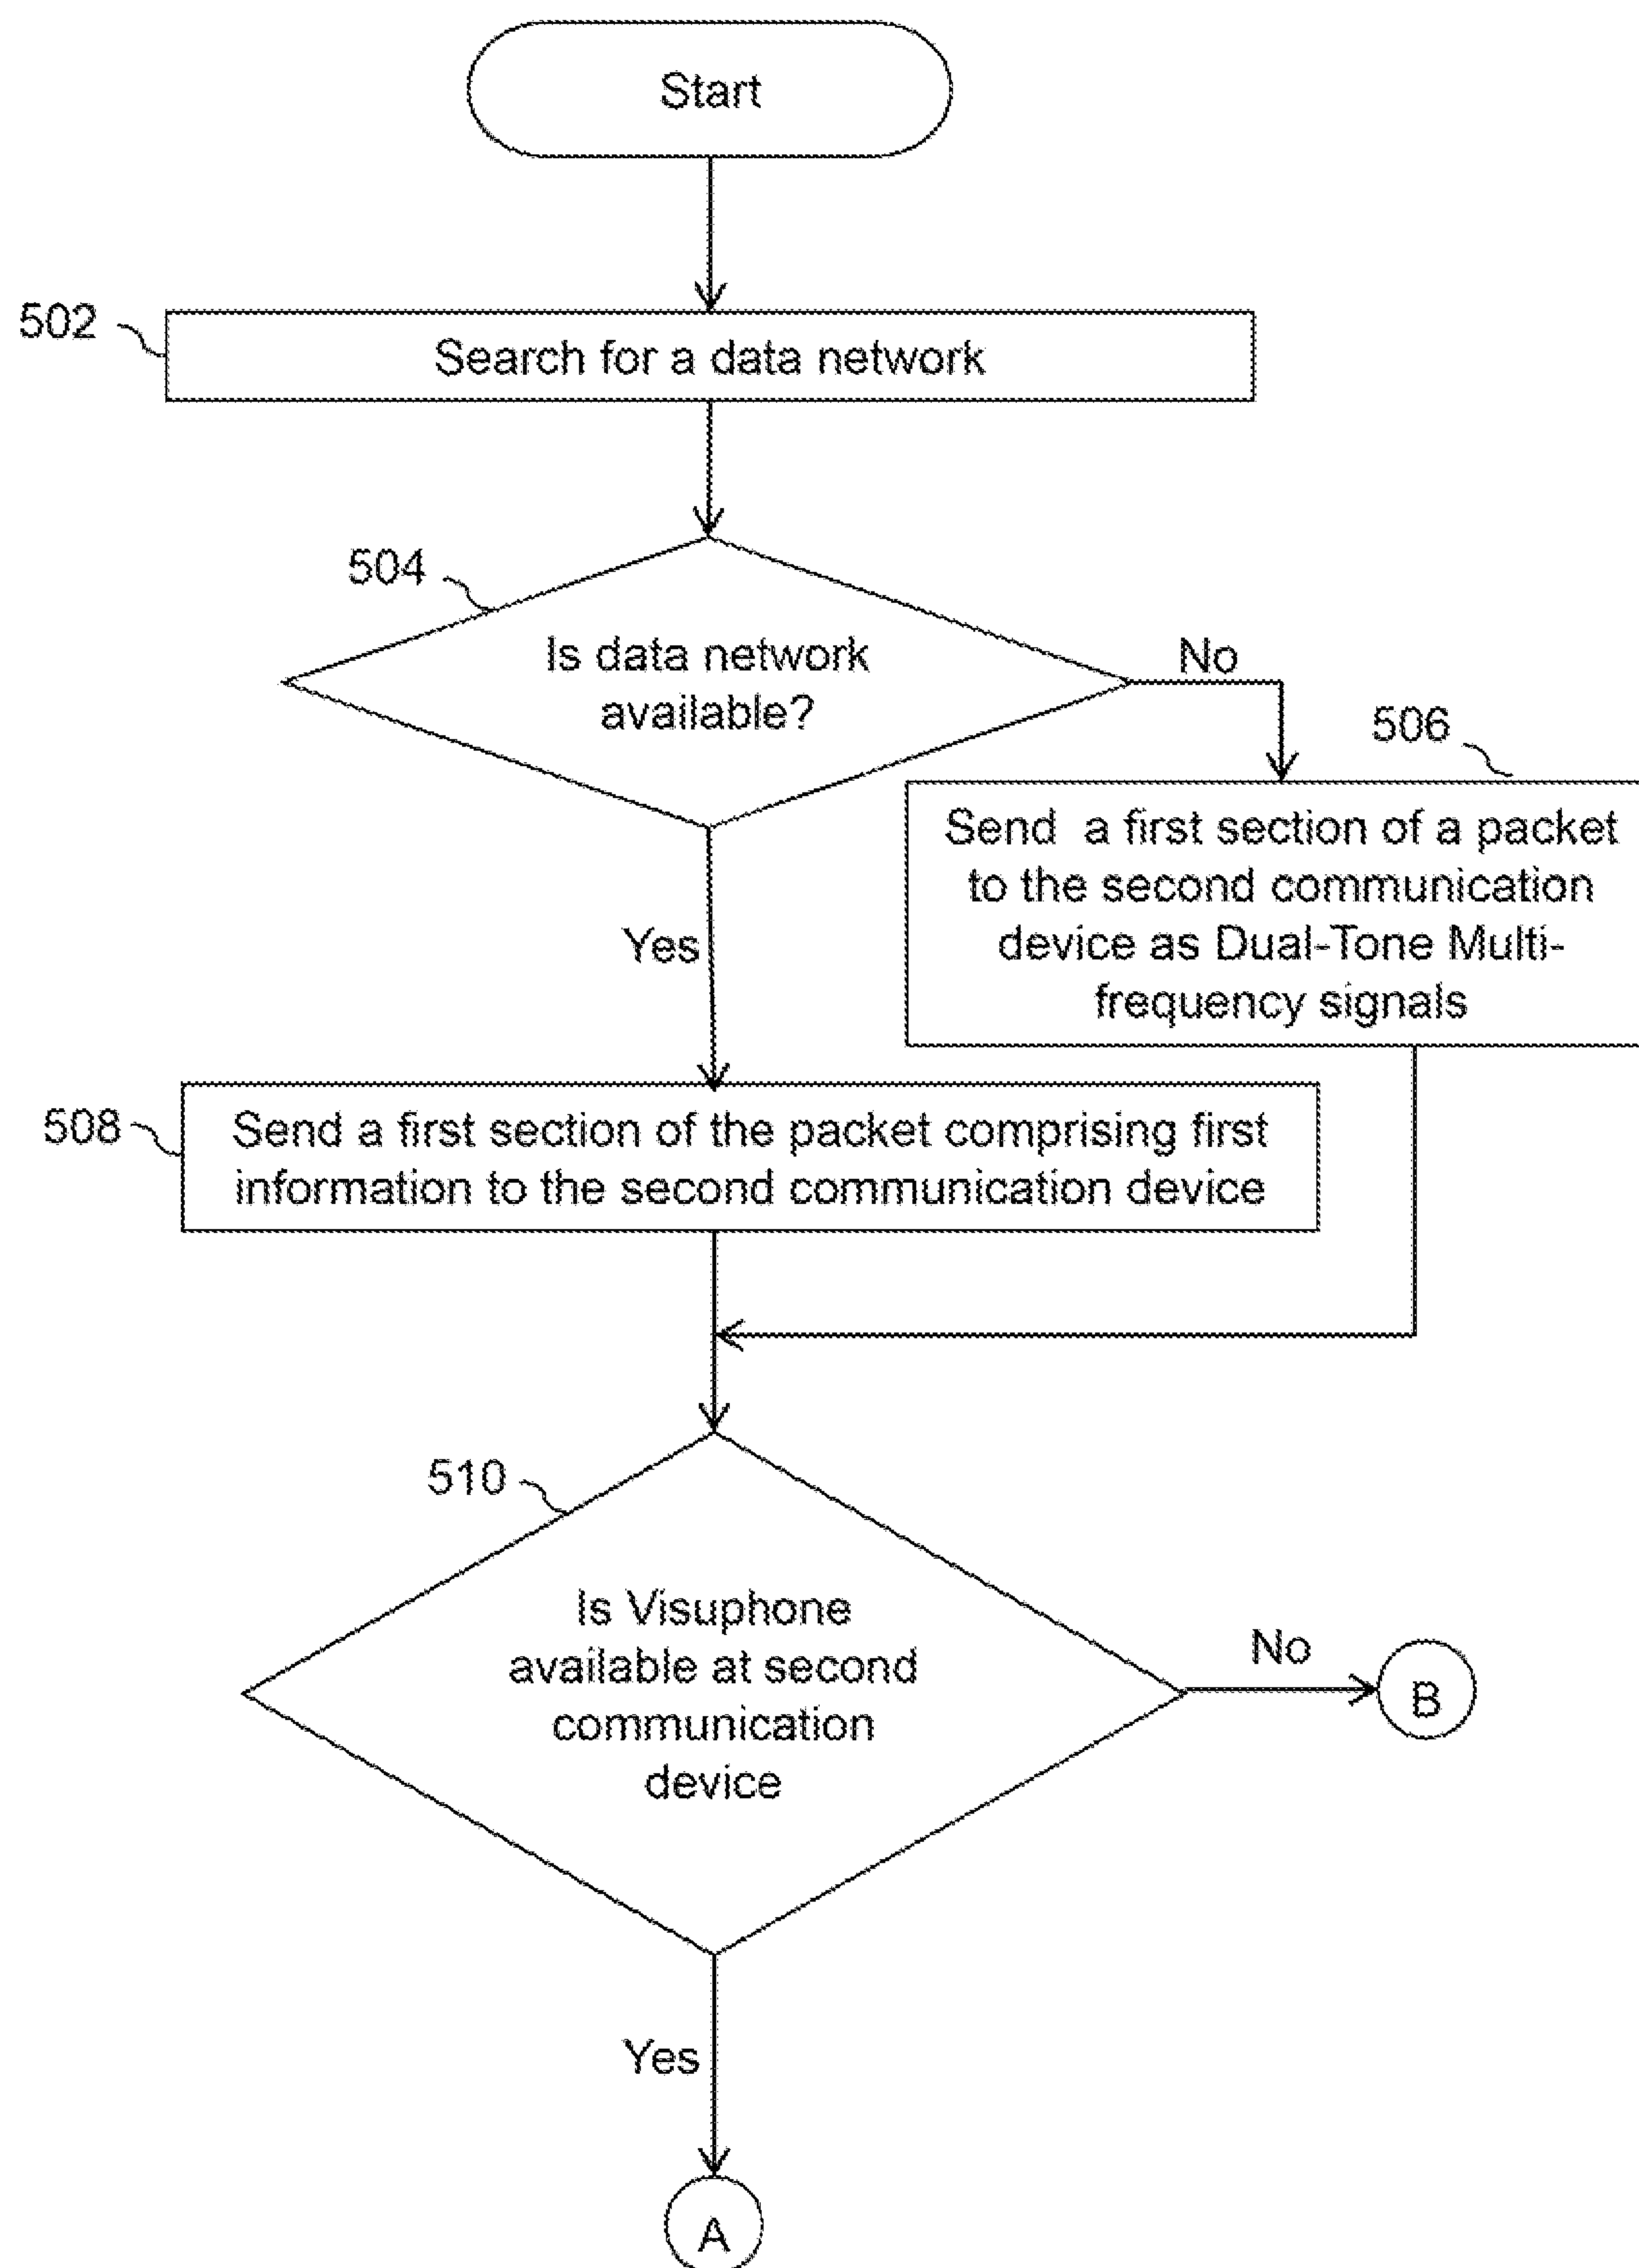 Start
502
Search for a data network
504
Is data network
available?
No
506
Send a first section of a packet
to the second communication
device as Dual-Tone Multi-
frequency signals
Yes
508
Send a first section of the packet comprising first
information to the second communication device
510
Is Visuphone
available at second
communication
device
No
B
Yes
A